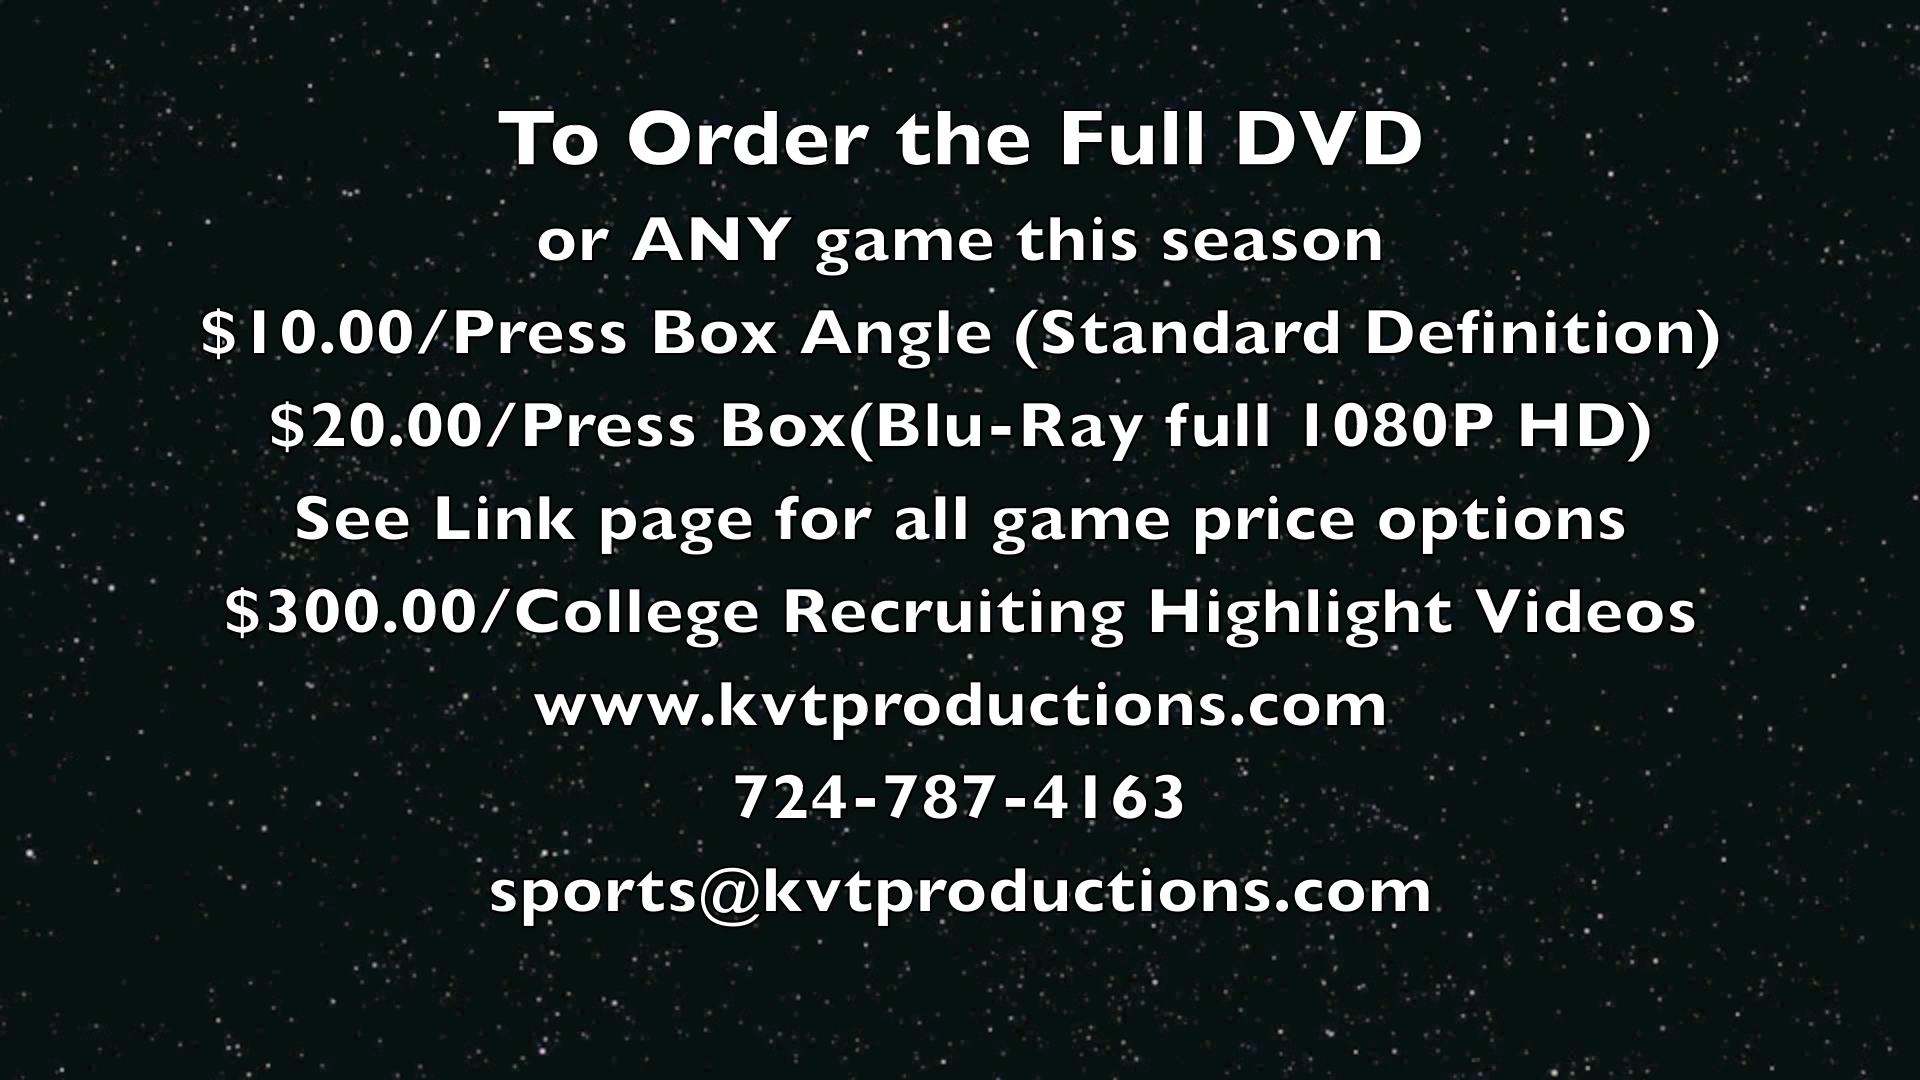 To Order the Full DVD
or ANY game this season
$10.00/Press Box Angle (Standard Definition)
$20.00/Press Box(Blu-Ray full 1080P HD)
See Link page for all game price options
$300.00/College Recruiting Highlight Videos
www.kvtproductions.com
724-787-4163
sports@kvtproductions.com